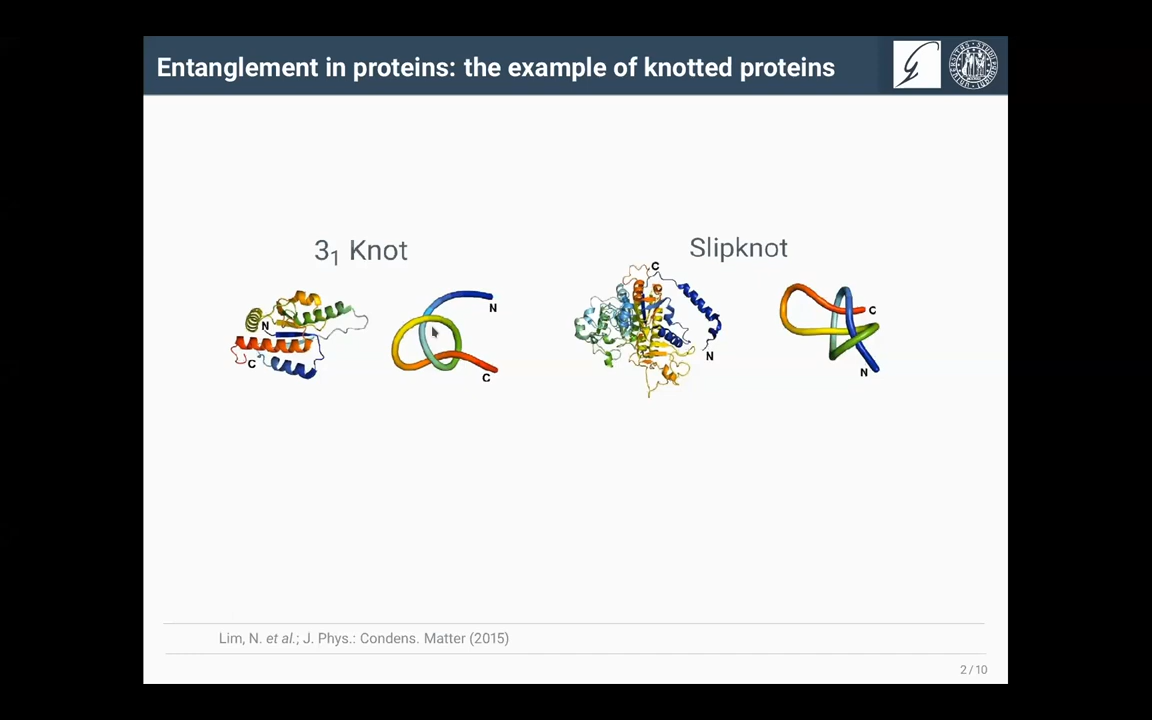 Entanglement in proteins: the example of knotted proteins
3₁ Knot
Slipknot
N
C
N
C
C
N
C
N
Lim, N. et al.; J. Phys.: Condens. Matter (2015)
2 / 10